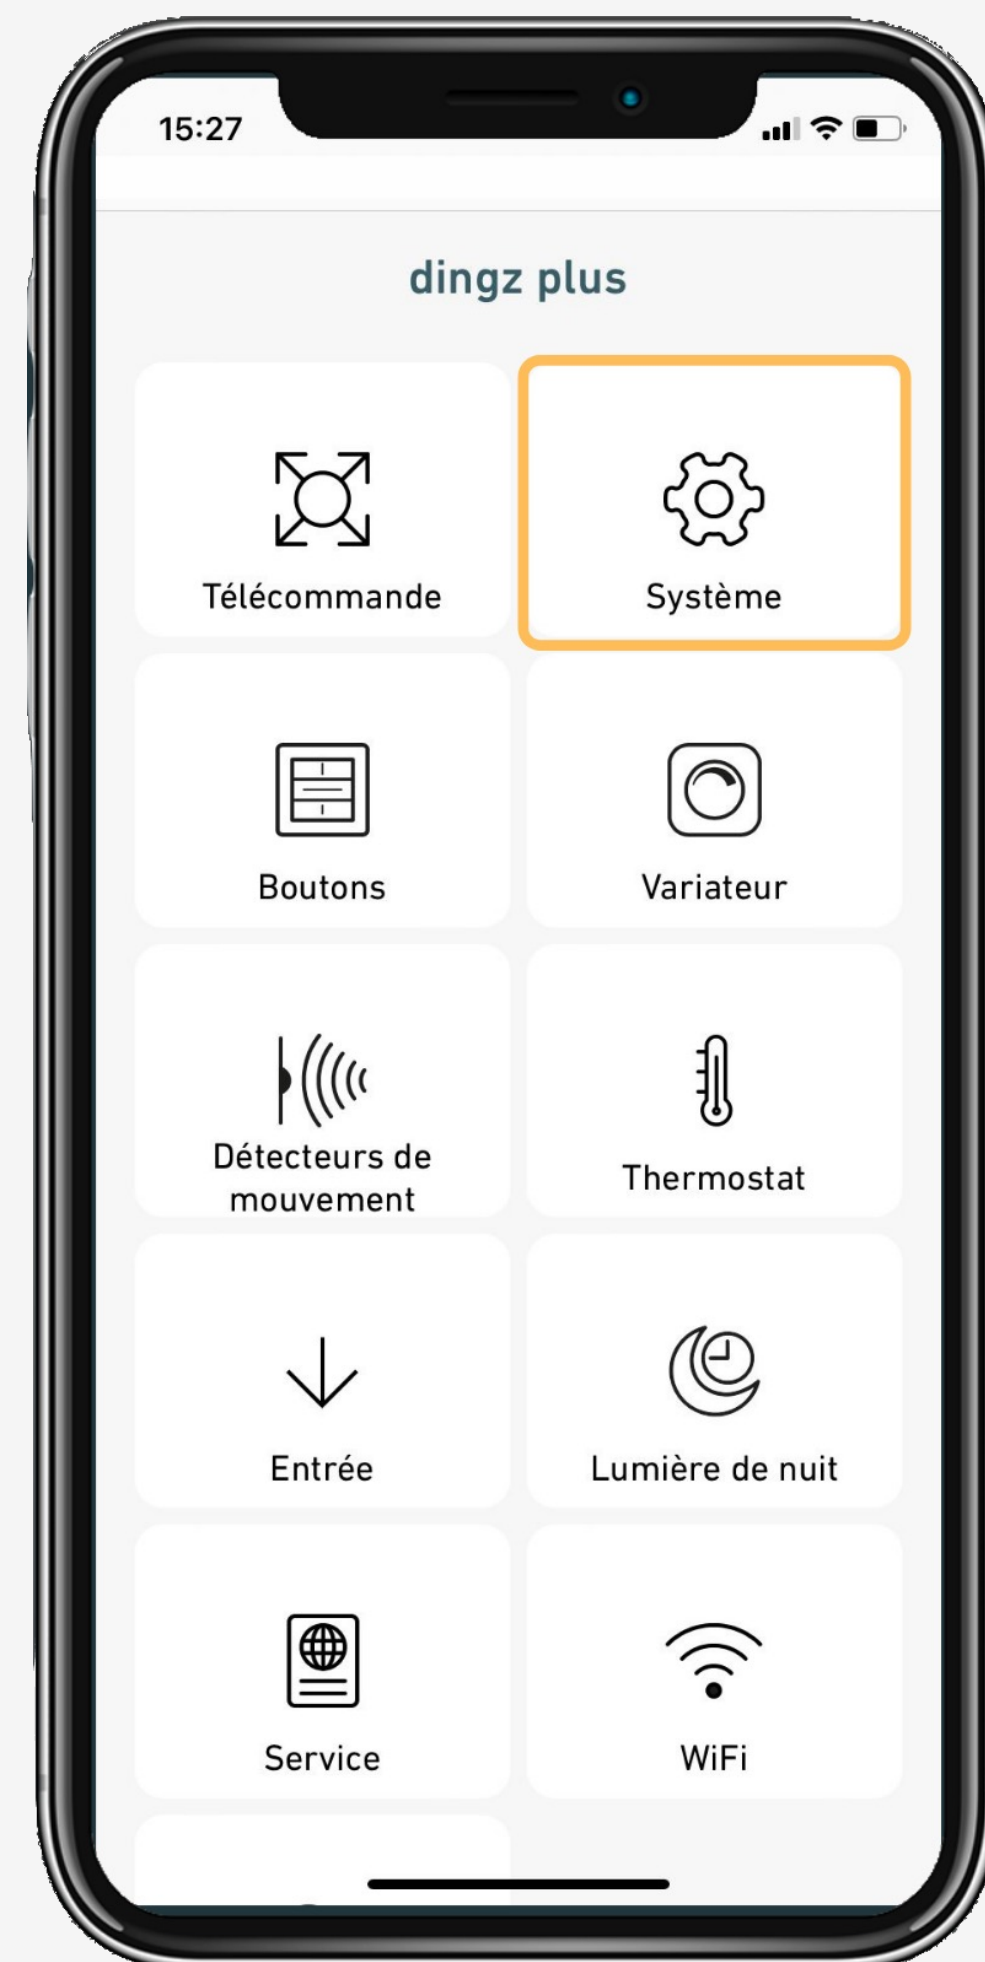 15:27
dingz plus
Télécommande
Système
Boutons
Variateur
Détecteurs de
mouvement
Thermostat
Entrée
Lumière de nuit
Service
WiFi